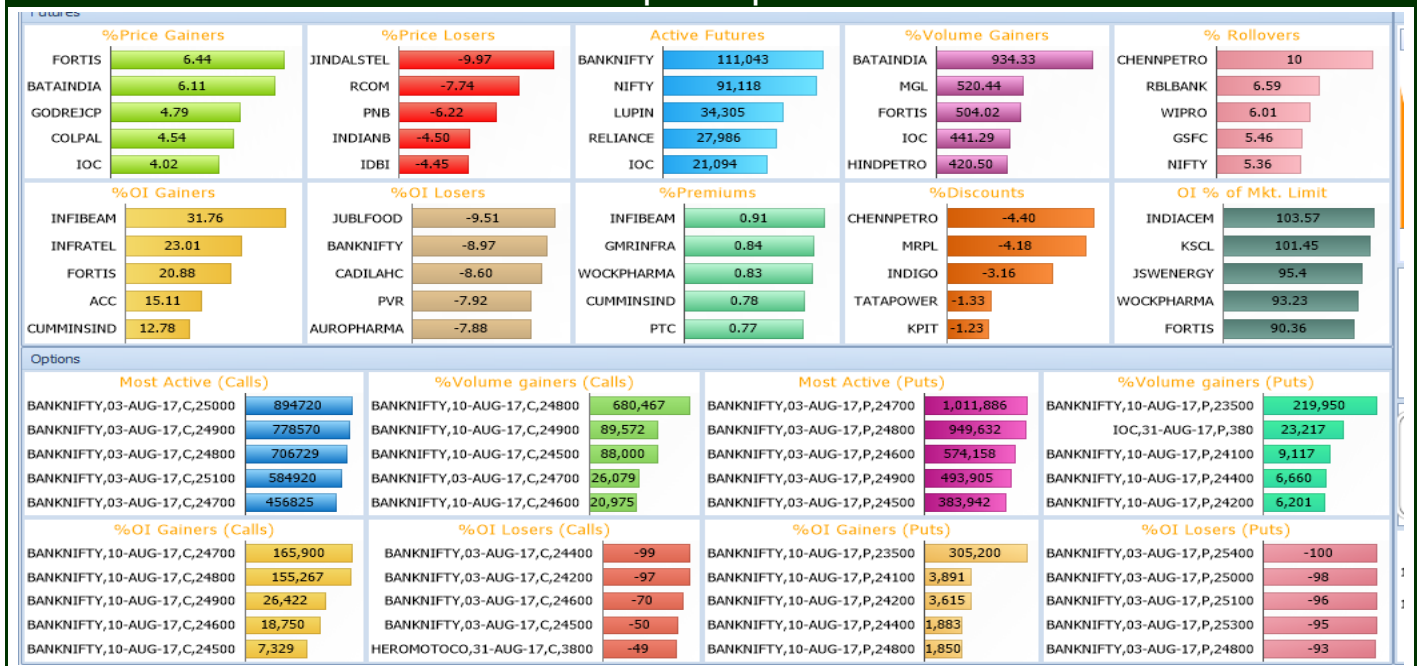 Futures
%Price Gainers
FORTIS 6.44
BATAINDIA 6.11
GODREJCP 4.79
COLPAL 4.54
IOC 4.02
%Price Losers
JINDALSTEL -9.97
RCOM -7.74
PNB -6.22
INDIANB -4.50
IDBI -4.45
Active Futures
BANKNIFTY 111,043
NIFTY 91,118
LUPIN 34,305
RELIANCE 27,986
IOC 21,094
%Volume Gainers
BATAINDIA 934.33
MGL 520.44
FORTIS 504.02
IOC 441.29
HINDPETRO 420.50
% Rollovers
CHENNPETRO 10
RBLBANK 6.59
WIPRO 6.01
GSFC 5.46
NIFTY 5.36
%OI Gainers
INFIBEAM 31.76
INFRATEL 23.01
FORTIS 20.88
ACC 15.11
CUMMINSIND 12.78
%OI Losers
JUBLFOOD -9.51
BANKNIFTY -8.97
CADILAHC -8.60
PVR -7.92
AUROPHARMA -7.88
%Premiums
INFIBEAM 0.91
GMRINFRA 0.84
WOCKPHARMA 0.83
CUMMINSIND 0.78
PTC 0.77
%Discounts
CHENNPETRO -4.40
MRPL -4.18
INDIGO -3.16
TATAPOWER -1.33
KPIT -1.23
OI % of Mkt. Limit
INDIACEM 103.57
KSCL 101.45
JSWENERGY 95.4
WOCKPHARMA 93.23
FORTIS 90.36
Options
Most Active (Calls)
BANKNIFTY,03-AUG-17,C,25000 894720
BANKNIFTY,03-AUG-17,C,24900 778570
BANKNIFTY,03-AUG-17,C,24800 706729
BANKNIFTY,03-AUG-17,C,25100 584920
BANKNIFTY,03-AUG-17,C,24700 456825
%Volume gainers (Calls)
BANKNIFTY,10-AUG-17,C,24800 680,467
BANKNIFTY,10-AUG-17,C,24900 89,572
BANKNIFTY,10-AUG-17,C,24500 88,000
BANKNIFTY,03-AUG-17,C,24700 26,079
BANKNIFTY,10-AUG-17,C,24600 20,975
Most Active (Puts)
BANKNIFTY,03-AUG-17,P,24700 1,011,886
BANKNIFTY,03-AUG-17,P,24800 949,632
BANKNIFTY,03-AUG-17,P,24600 574,158
BANKNIFTY,03-AUG-17,P,24900 493,905
BANKNIFTY,03-AUG-17,P,24500 383,942
%Volume gainers (Puts)
BANKNIFTY,10-AUG-17,P,23500 219,950
IOC,31-AUG-17,P,380 23,217
BANKNIFTY,10-AUG-17,P,24100 9,117
BANKNIFTY,10-AUG-17,P,24400 6,660
BANKNIFTY,10-AUG-17,P,24200 6,201
%OI Gainers (Calls)
BANKNIFTY,10-AUG-17,C,24700 165,900
BANKNIFTY,10-AUG-17,C,24800 155,267
BANKNIFTY,10-AUG-17,C,24900 26,422
BANKNIFTY,10-AUG-17,C,24600 18,750
BANKNIFTY,10-AUG-17,C,24500 7,329
%OI Losers (Calls)
BANKNIFTY,03-AUG-17,C,24400 -99
BANKNIFTY,03-AUG-17,C,24200 -97
BANKNIFTY,03-AUG-17,C,24600 -70
BANKNIFTY,03-AUG-17,C,24500 -50
HEROMOTOCO,31-AUG-17,C,3800 -49
%OI Gainers (Puts)
BANKNIFTY,10-AUG-17,P,23500 305,200
BANKNIFTY,10-AUG-17,P,24100 3,891
BANKNIFTY,10-AUG-17,P,24200 3,615
BANKNIFTY,10-AUG-17,P,24400 1,883
BANKNIFTY,10-AUG-17,P,24800 1,850
%OI Losers (Puts)
BANKNIFTY,03-AUG-17,P,25400 -100
BANKNIFTY,03-AUG-17,P,25000 -98
BANKNIFTY,03-AUG-17,P,25100 -96
BANKNIFTY,03-AUG-17,P,25300 -95
BANKNIFTY,03-AUG-17,P,24800 -93